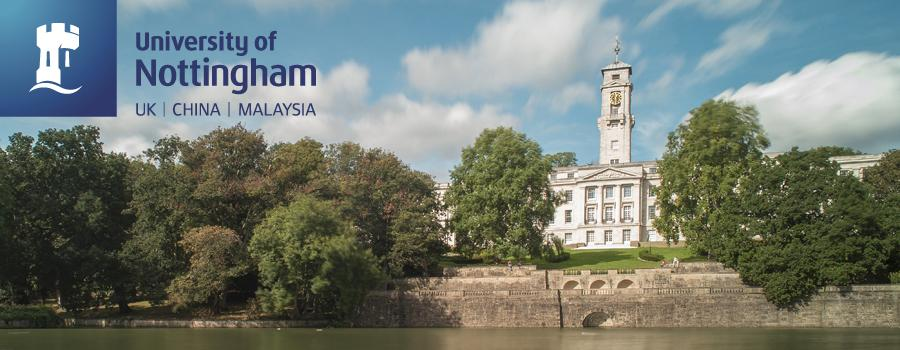 University of
Nottingham
UK | CHINA | MALAYSIA